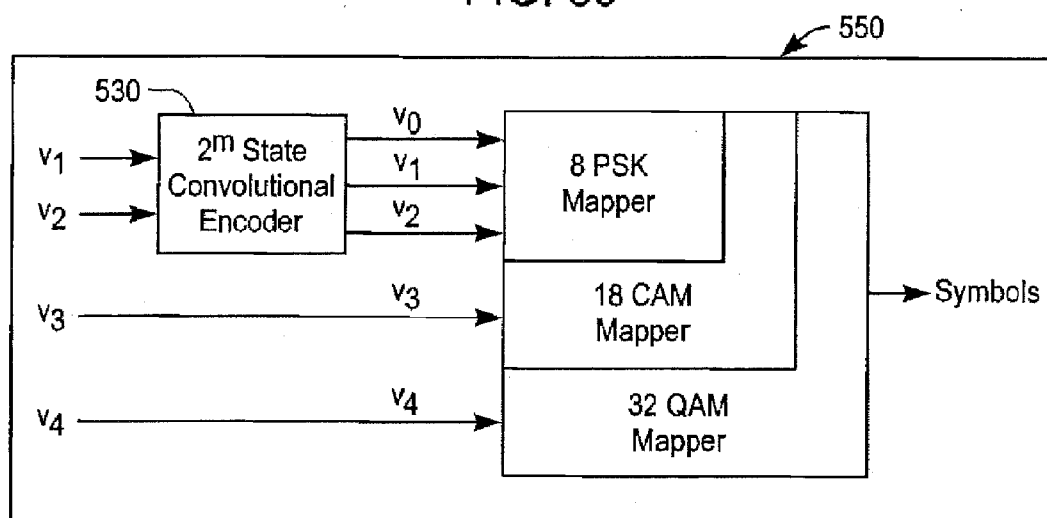 550
530
v0
v1
2m State
Convolutional
Encoder
v1
v2
v2
8 PSK
Mapper
v3
v3
18 CAM
Mapper
Symbols
v4
v4
32 QAM
Mapper